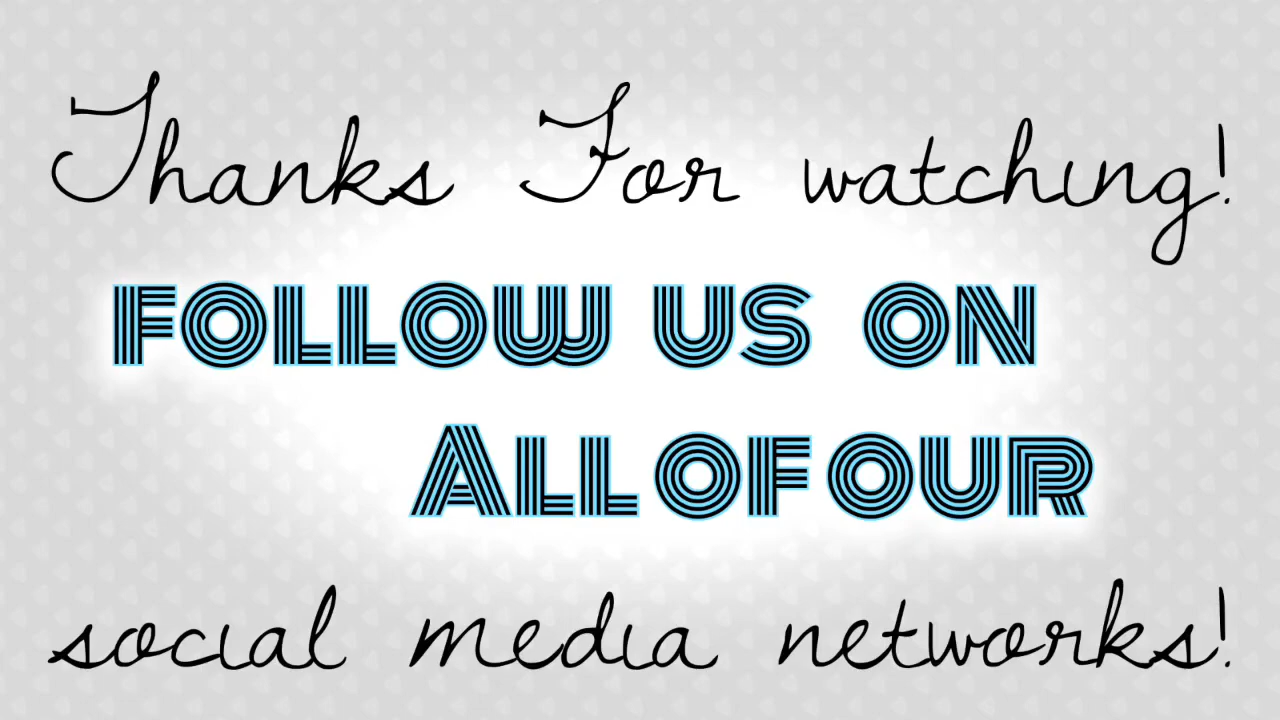 Thanks For watching!
FOLLOW US ON
ALL OF OUR
social media networks!